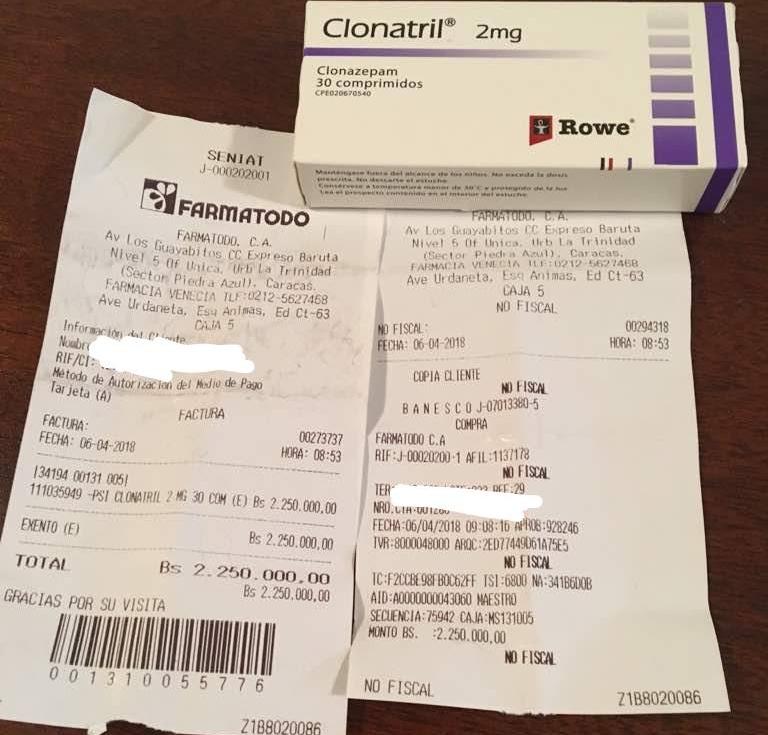 Clonatril® 2mg
Clonazepam
30 comprimidos
CPE020670540
Rowe®
Manténgase fuera del alcance de los niños. No exceda la dosis
prescrita. No descarte el estuche.
Consérvese a temperatura menor de 30°C y protegido de la luz
Lea el prospecto contenido en el interior del estuche.
SENIAT
J-000202001
FARMATODO
FARMATODO, C.A.
Av Los Guayabitos CC Expreso Baruta
Nivel 5 Of Unica, Urb La Trinidad
(Sector Piedra Azul), Caracas.
FARMACIA VENECIA TLF:0212-5627468
Ave Urdaneta, Esq Animas, Ed Ct-63
CAJA 5
Información del Cliente
Nombre
RIF/CI:
Método de Autorización del Medio de Pago
Tarjeta (A)
FACTURA
FACTURA: 00273737
FECHA: 06-04-2018 HORA: 08:53
134194 00131 005
111035949 -PSI CLONATRIL 2 MG 30 COM (E) Bs 2.250.000,00
EXENTO (E) Bs 2.250.000,00
TOTAL Bs 2.250.000,00
Bs 2.250.000,00
GRACIAS POR SU VISITA
001310055776
Z1B8020086
FARMATODO, C.A.
Av Los Guayabitos CC Expreso Baruta
Nivel 5 Of Unica, Urb La Trinidad
(Sector Piedra Azul), Caracas.
FARMACIA VENECIA TLF:0212-5627468
Ave Urdaneta, Esq Animas, Ed Ct-63
CAJA 5
NO FISCAL
NO FISCAL: 00294318
FECHA: 06-04-2018 HORA: 08:53
COPIA CLIENTE
NO FISCAL
BANESCO J-07013380-5
COMPRA
FARMATODO C.A
RIF:J-00020200-1 AFIL:1137178
NO FISCAL
TER REF:29
NRO.CTA:
FECHA:06/04/2018 09:08:16 APROB:928246
TVR:8000048000 ARQC:2ED77449D61A75E5
NO FISCAL
TC:F2CCBE98FB0C62FF TSI:6800 NA:341B6D0B
AID:A0000000043060 MAESTRO
SECUENCIA:75942 CAJA:MS131005
MONTO BS. :2.250.000,00
NO FISCAL
NO FISCAL
Z1B8020086